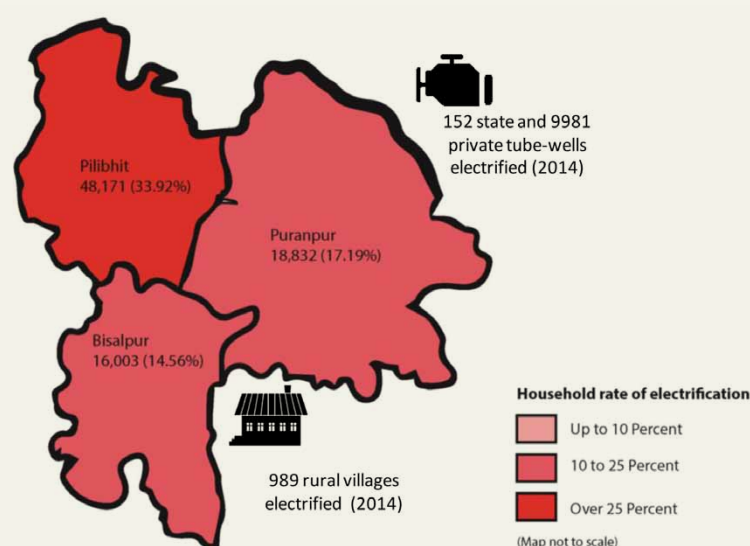 152 state and 9981
private tube-wells
electrified (2014)
Pilibhit
48,171 (33.92%)
Puranpur
18,832 (17.19%)
Bisalpur
16,003 (14.56%)
989 rural villages
electrified (2014)
Household rate of electrification
Up to 10 Percent
10 to 25 Percent
Over 25 Percent
(Map not to scale)